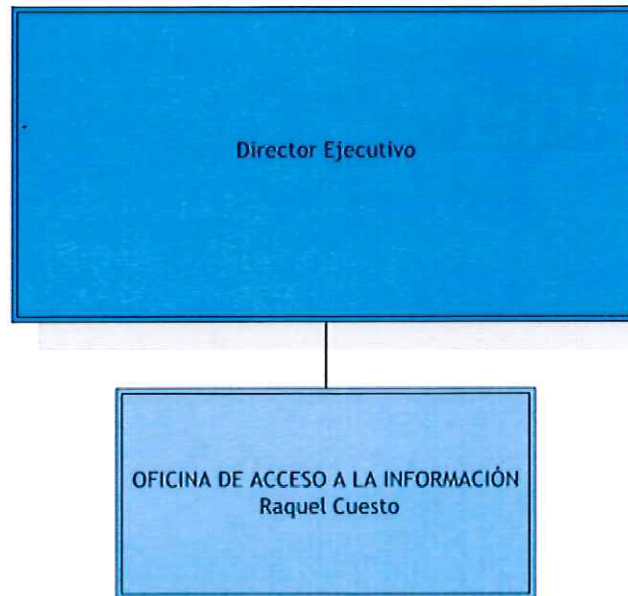 Director Ejecutivo
OFICINA DE ACCESO A LA INFORMACIÓN
Raquel Cuesto